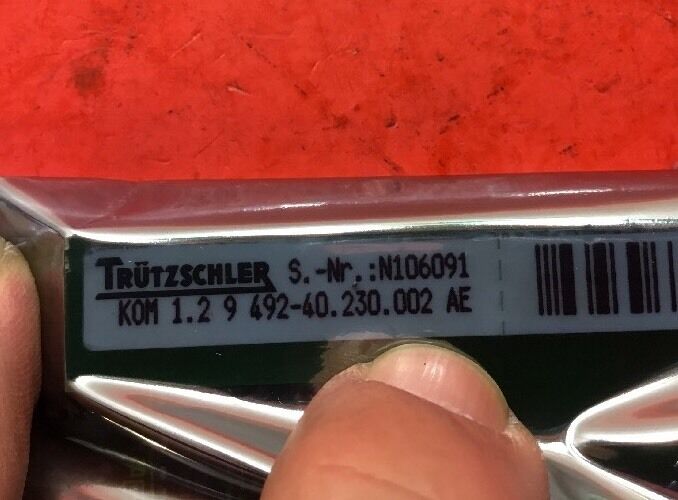 TRÜTZSCHLER S.-Nr.:N106091
KOM 1.2 9 492-40.230.002 AE